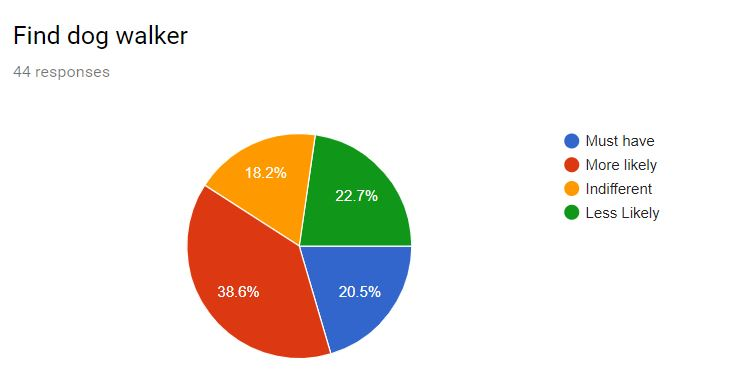 Find dog walker
44 responses
Must have
More likely
Indifferent
Less Likely
18.2%
22.7%
38.6%
20.5%